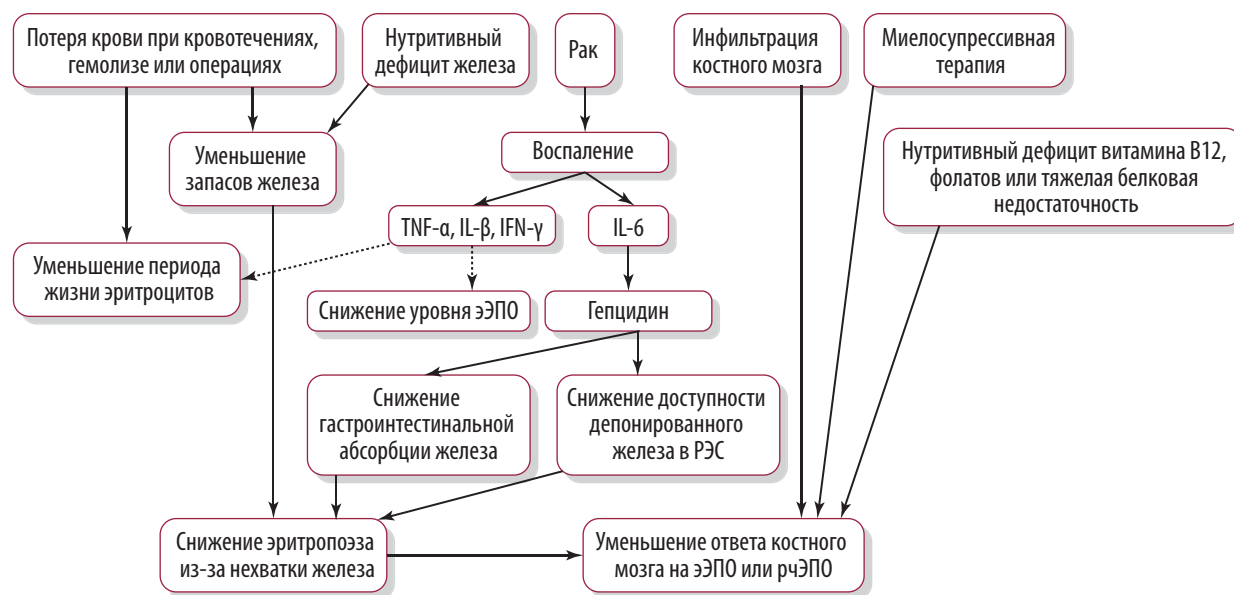 Потеря крови при кровотечениях,
гемолизе или операциях
Нутритивный
дефицит железа
Рак
Инфильтрация
костного мозга
Миелосупрессивная
терапия
Уменьшение
запасов железа
Воспаление
Нутритивный дефицит витамина В12,
фолатов или тяжелая белковая
недостаточность
TNF-α, IL-β, IFN-γ
IL-6
Уменьшение периода
жизни эритроцитов
Снижение уровня эЭПО
Гепцидин
Снижение
гастроинтестинальной
абсорбции железа
Снижение доступности
депонированного
железа в РЭС
Снижение эритропоэза
из-за нехватки железа
Уменьшение ответа костного
мозга на эЭПО или рчЭПО